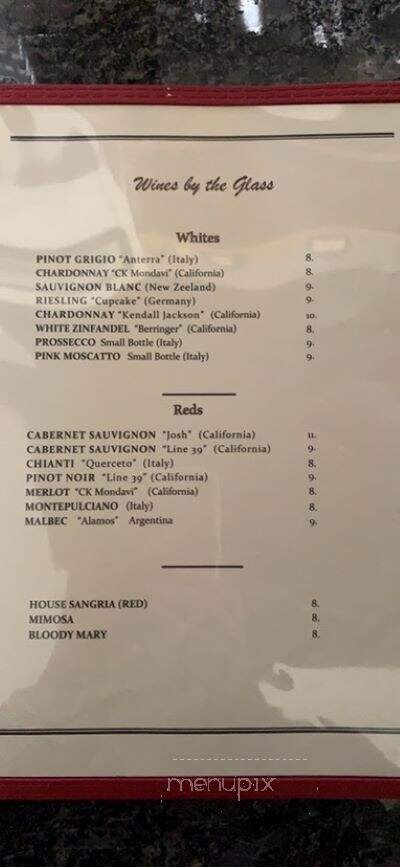 Wines by the Glass
Whites
PINOT GRIGIO "Anterra" (Italy) 8.
CHARDONNAY "CK Mondavi" (California) 8.
SAUVIGNON BLANC (New Zeeland) 9.
RIESLING "Cupcake" (Germany) 9.
CHARDONNAY "Kendall Jackson" (California) 10.
WHITE ZINFANDEL "Berringer" (California) 8.
PROSSECCO Small Bottle (Italy) 9.
PINK MOSCATTO Small Bottle (Italy) 9.
Reds
CABERNET SAUVIGNON "Josh" (California) 11.
CABERNET SAUVIGNON "Line 39" (California) 9.
CHIANTI "Querceto" (Italy) 8.
PINOT NOIR "Line 39" (California) 9.
MERLOT "CK Mondavi" (California) 8.
MONTEPULCIANO (Italy) 8.
MALBEC "Alamos" Argentina 9.
HOUSE SANGRIA (RED) 8.
MIMOSA 8.
BLOODY MARY 8.
menupix